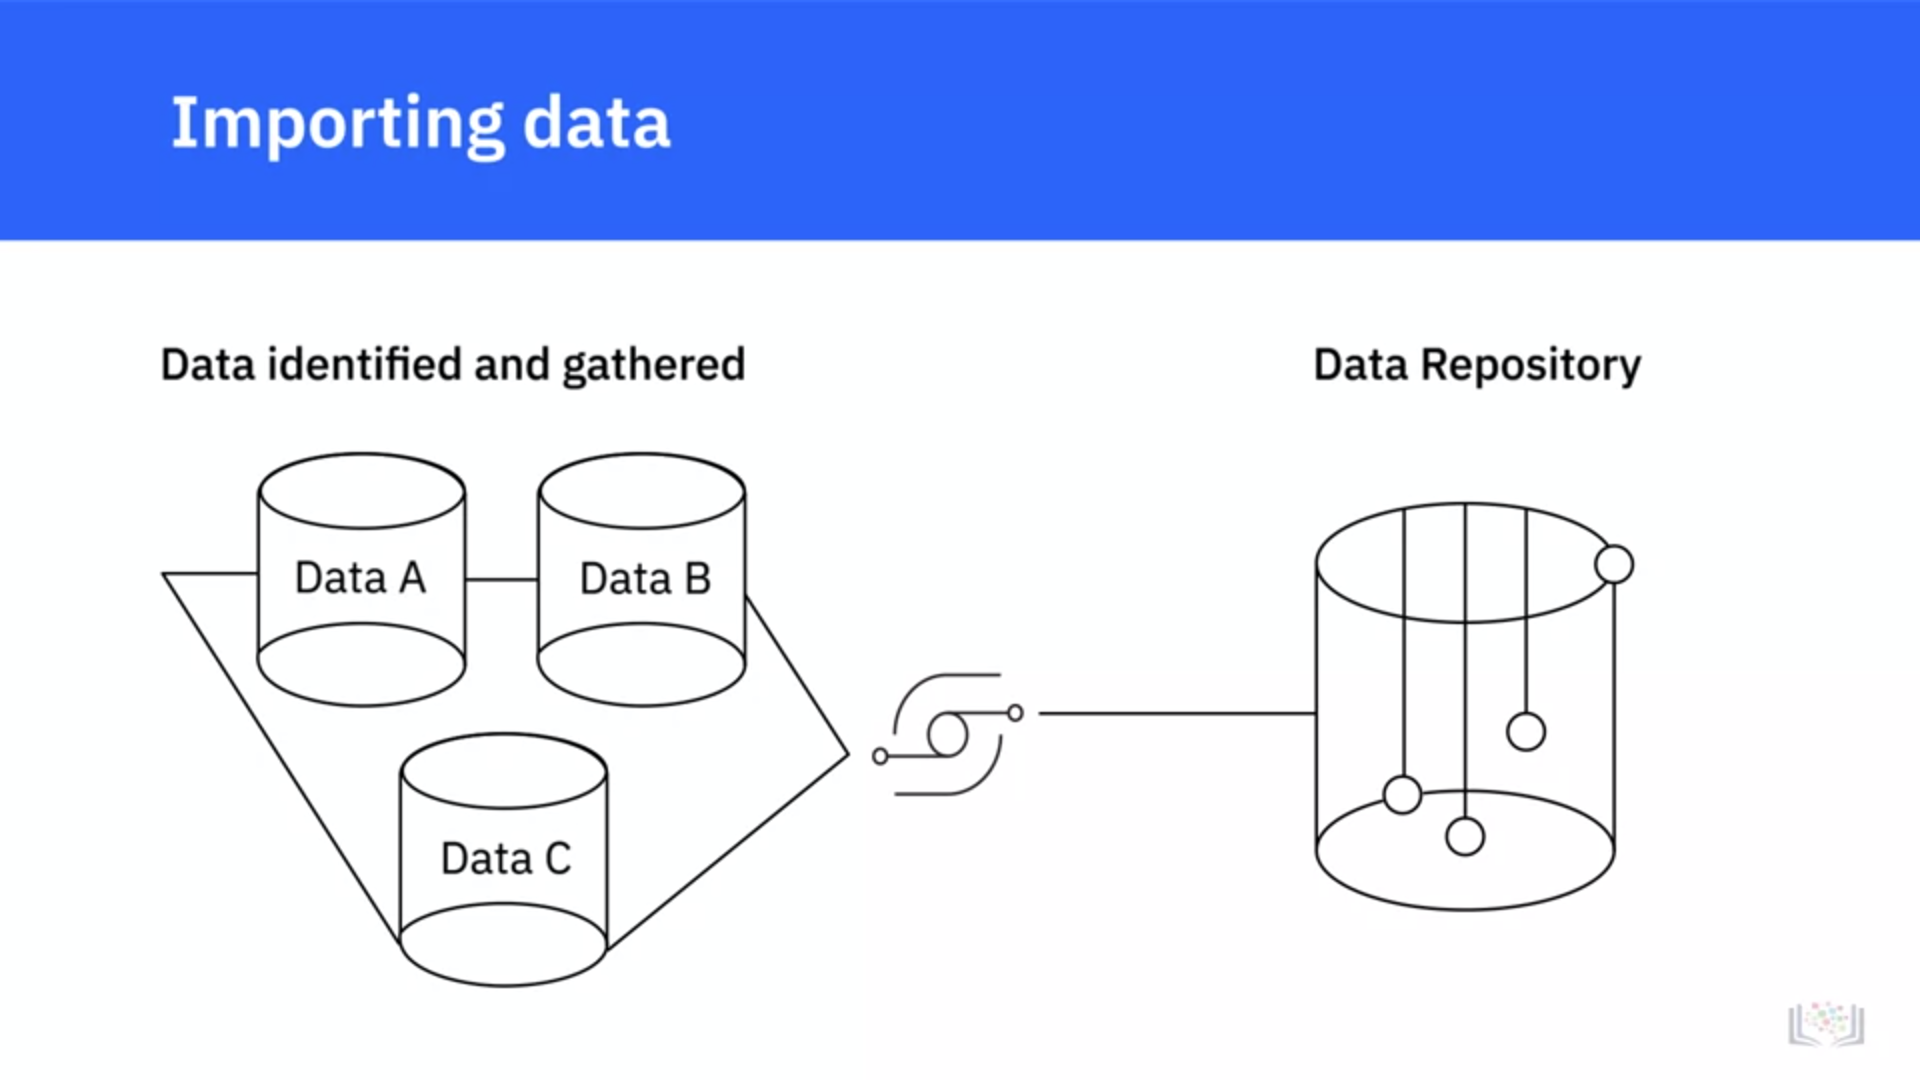 Importing data
Data identified and gathered
Data Repository
Data A
Data B
Data C